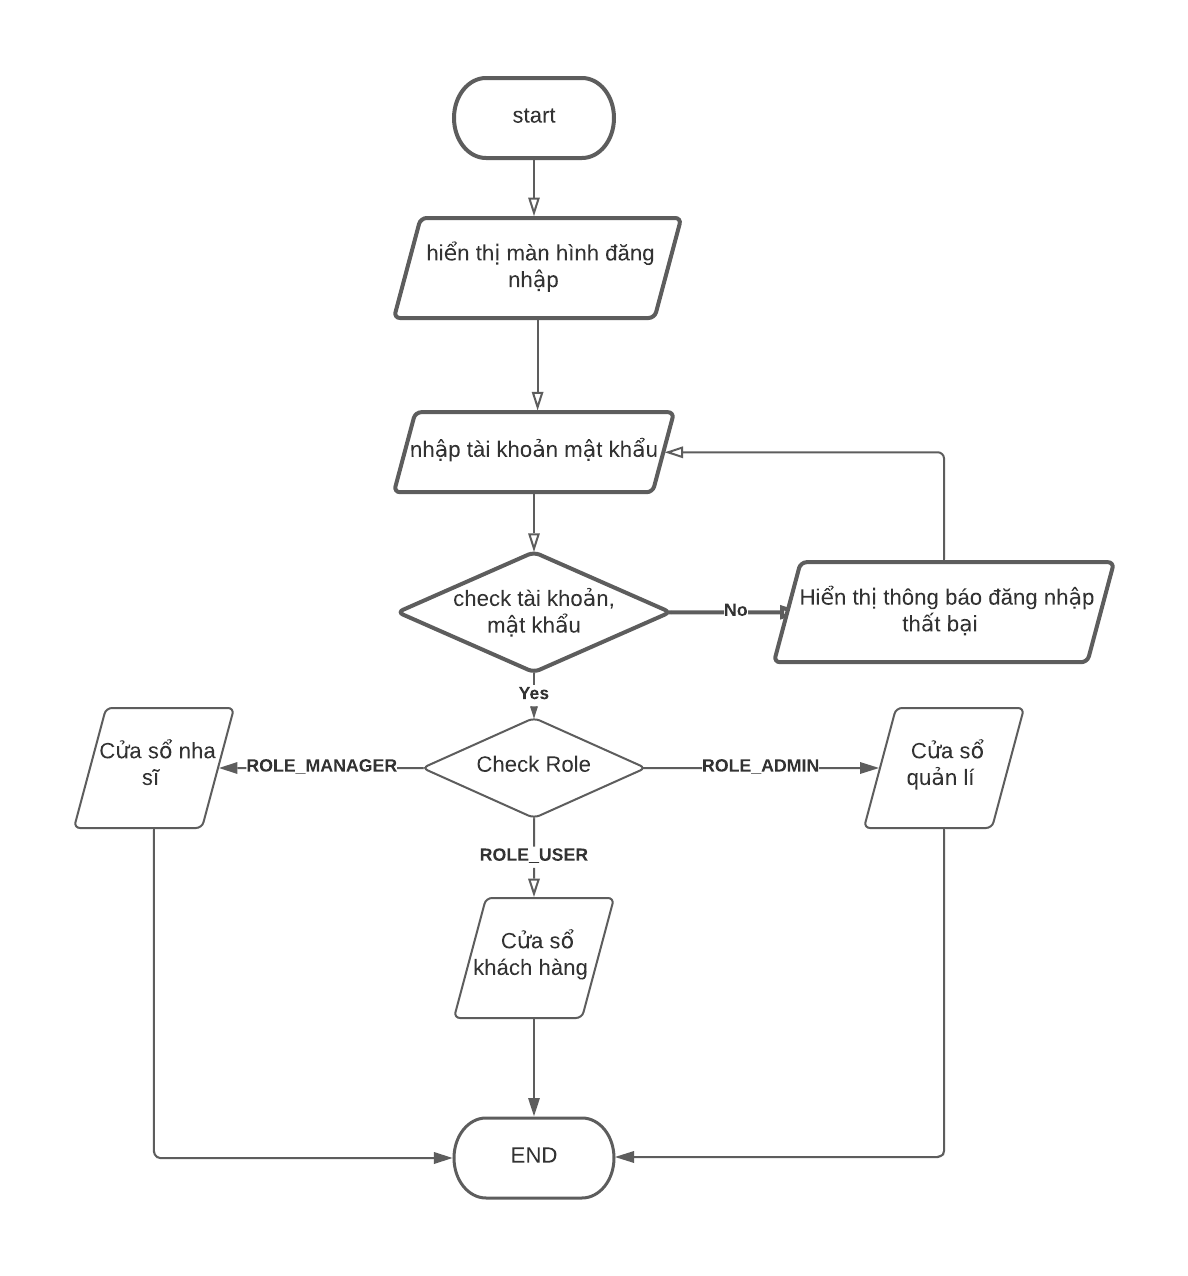 start
hiển thị màn hình đăng
nhập
nhập tài khoản mật khẩu
check tài khoản,
mật khẩu
No
Hiển thị thông báo đăng nhập
thất bại
Yes
Cửa sổ nha
sĩ
ROLE_MANAGER
Check Role
ROLE_ADMIN
Cửa sổ
quản lí
ROLE_USER
Cửa sổ
khách hàng
END